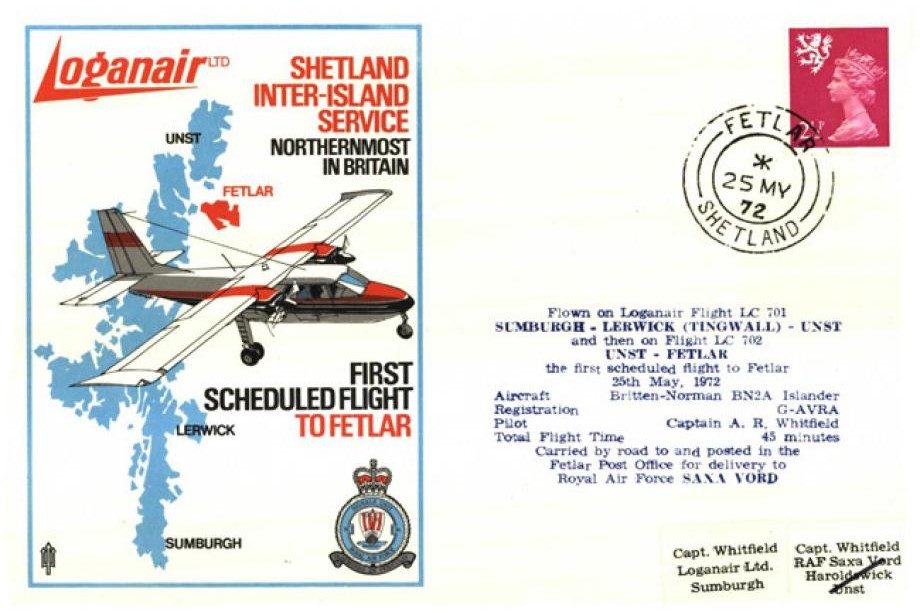 Loganair LTD
SHETLAND
INTER-ISLAND
SERVICE
NORTHERNMOST
IN BRITAIN
UNST
FETLAR
FIRST
SCHEDULED FLIGHT
TO FETLAR
LERWICK
SUMBURGH
2½P
FETLAR
25 MY
72
SHETLAND
Flown on Loganair Flight LC 701
SUMBURGH - LERWICK (TINGWALL) - UNST
and then on Flight LC 702
UNST - FETLAR
the first scheduled flight to Fetlar
25th May, 1972
Aircraft Britten-Norman BN2A Islander
Registration G-AVRA
Pilot Captain A. R. Whitfield
Total Flight Time 45 minutes
Carried by road to and posted in the
Fetlar Post Office for delivery to
Royal Air Force SAXA VORD
Capt. Whitfield
Loganair Ltd.
Sumburgh
Capt. Whitfield
RAF Saxa Vord
Haroldswick
Unst